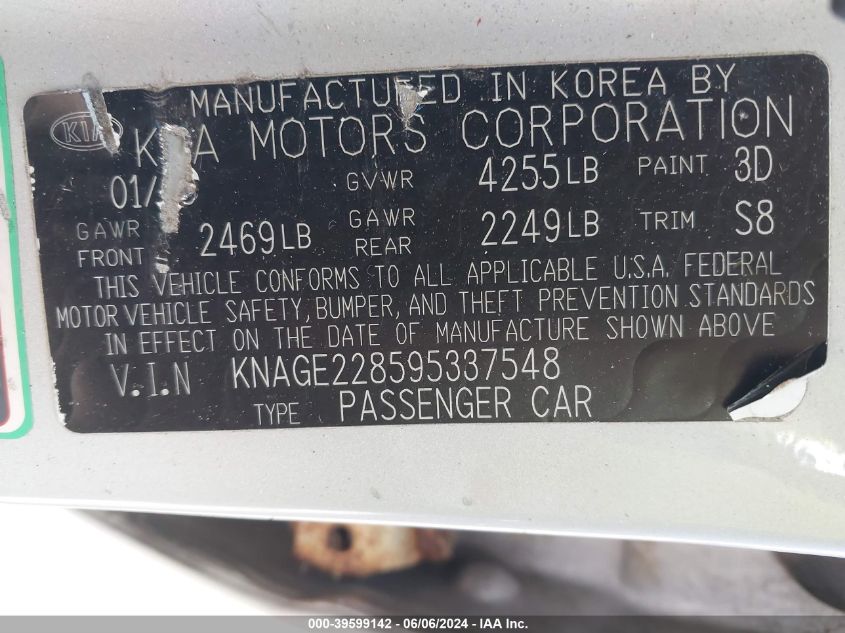 MANUFACTURED IN KOREA BY
KIA KIA MOTORS CORPORATION
01/ GVWR 4255LB PAINT 3D
GAWR FRONT 2469LB GAWR REAR 2249LB TRIM S8
THIS VEHICLE CONFORMS TO ALL APPLICABLE U.S.A. FEDERAL
MOTOR VEHICLE SAFETY, BUMPER, AND THEFT PREVENTION STANDARDS
IN EFFECT ON THE DATE OF MANUFACTURE SHOWN ABOVE
V.I.N KNAGE228595337548
TYPE PASSENGER CAR
000-39599142 - 06/06/2024 - IAA Inc.